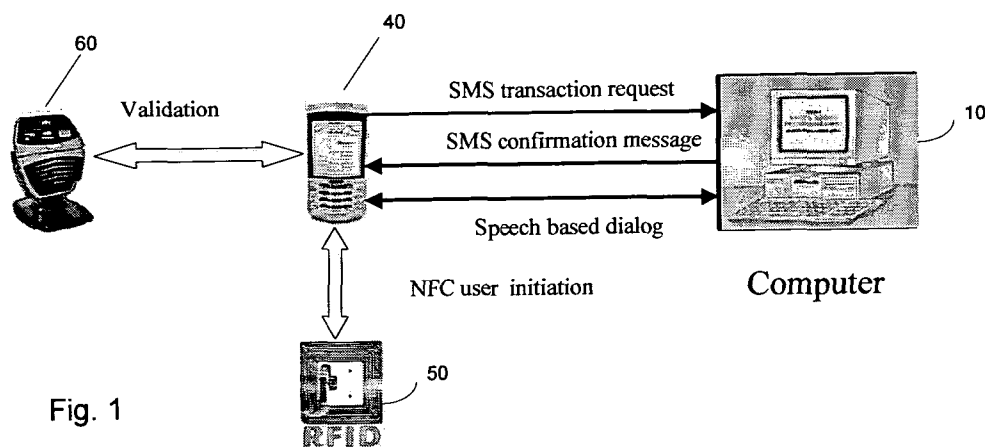 60
40
Validation
SMS transaction request
10
SMS confirmation message
Speech based dialog
NFC user initiation
Computer
50
Fig. 1
RFID